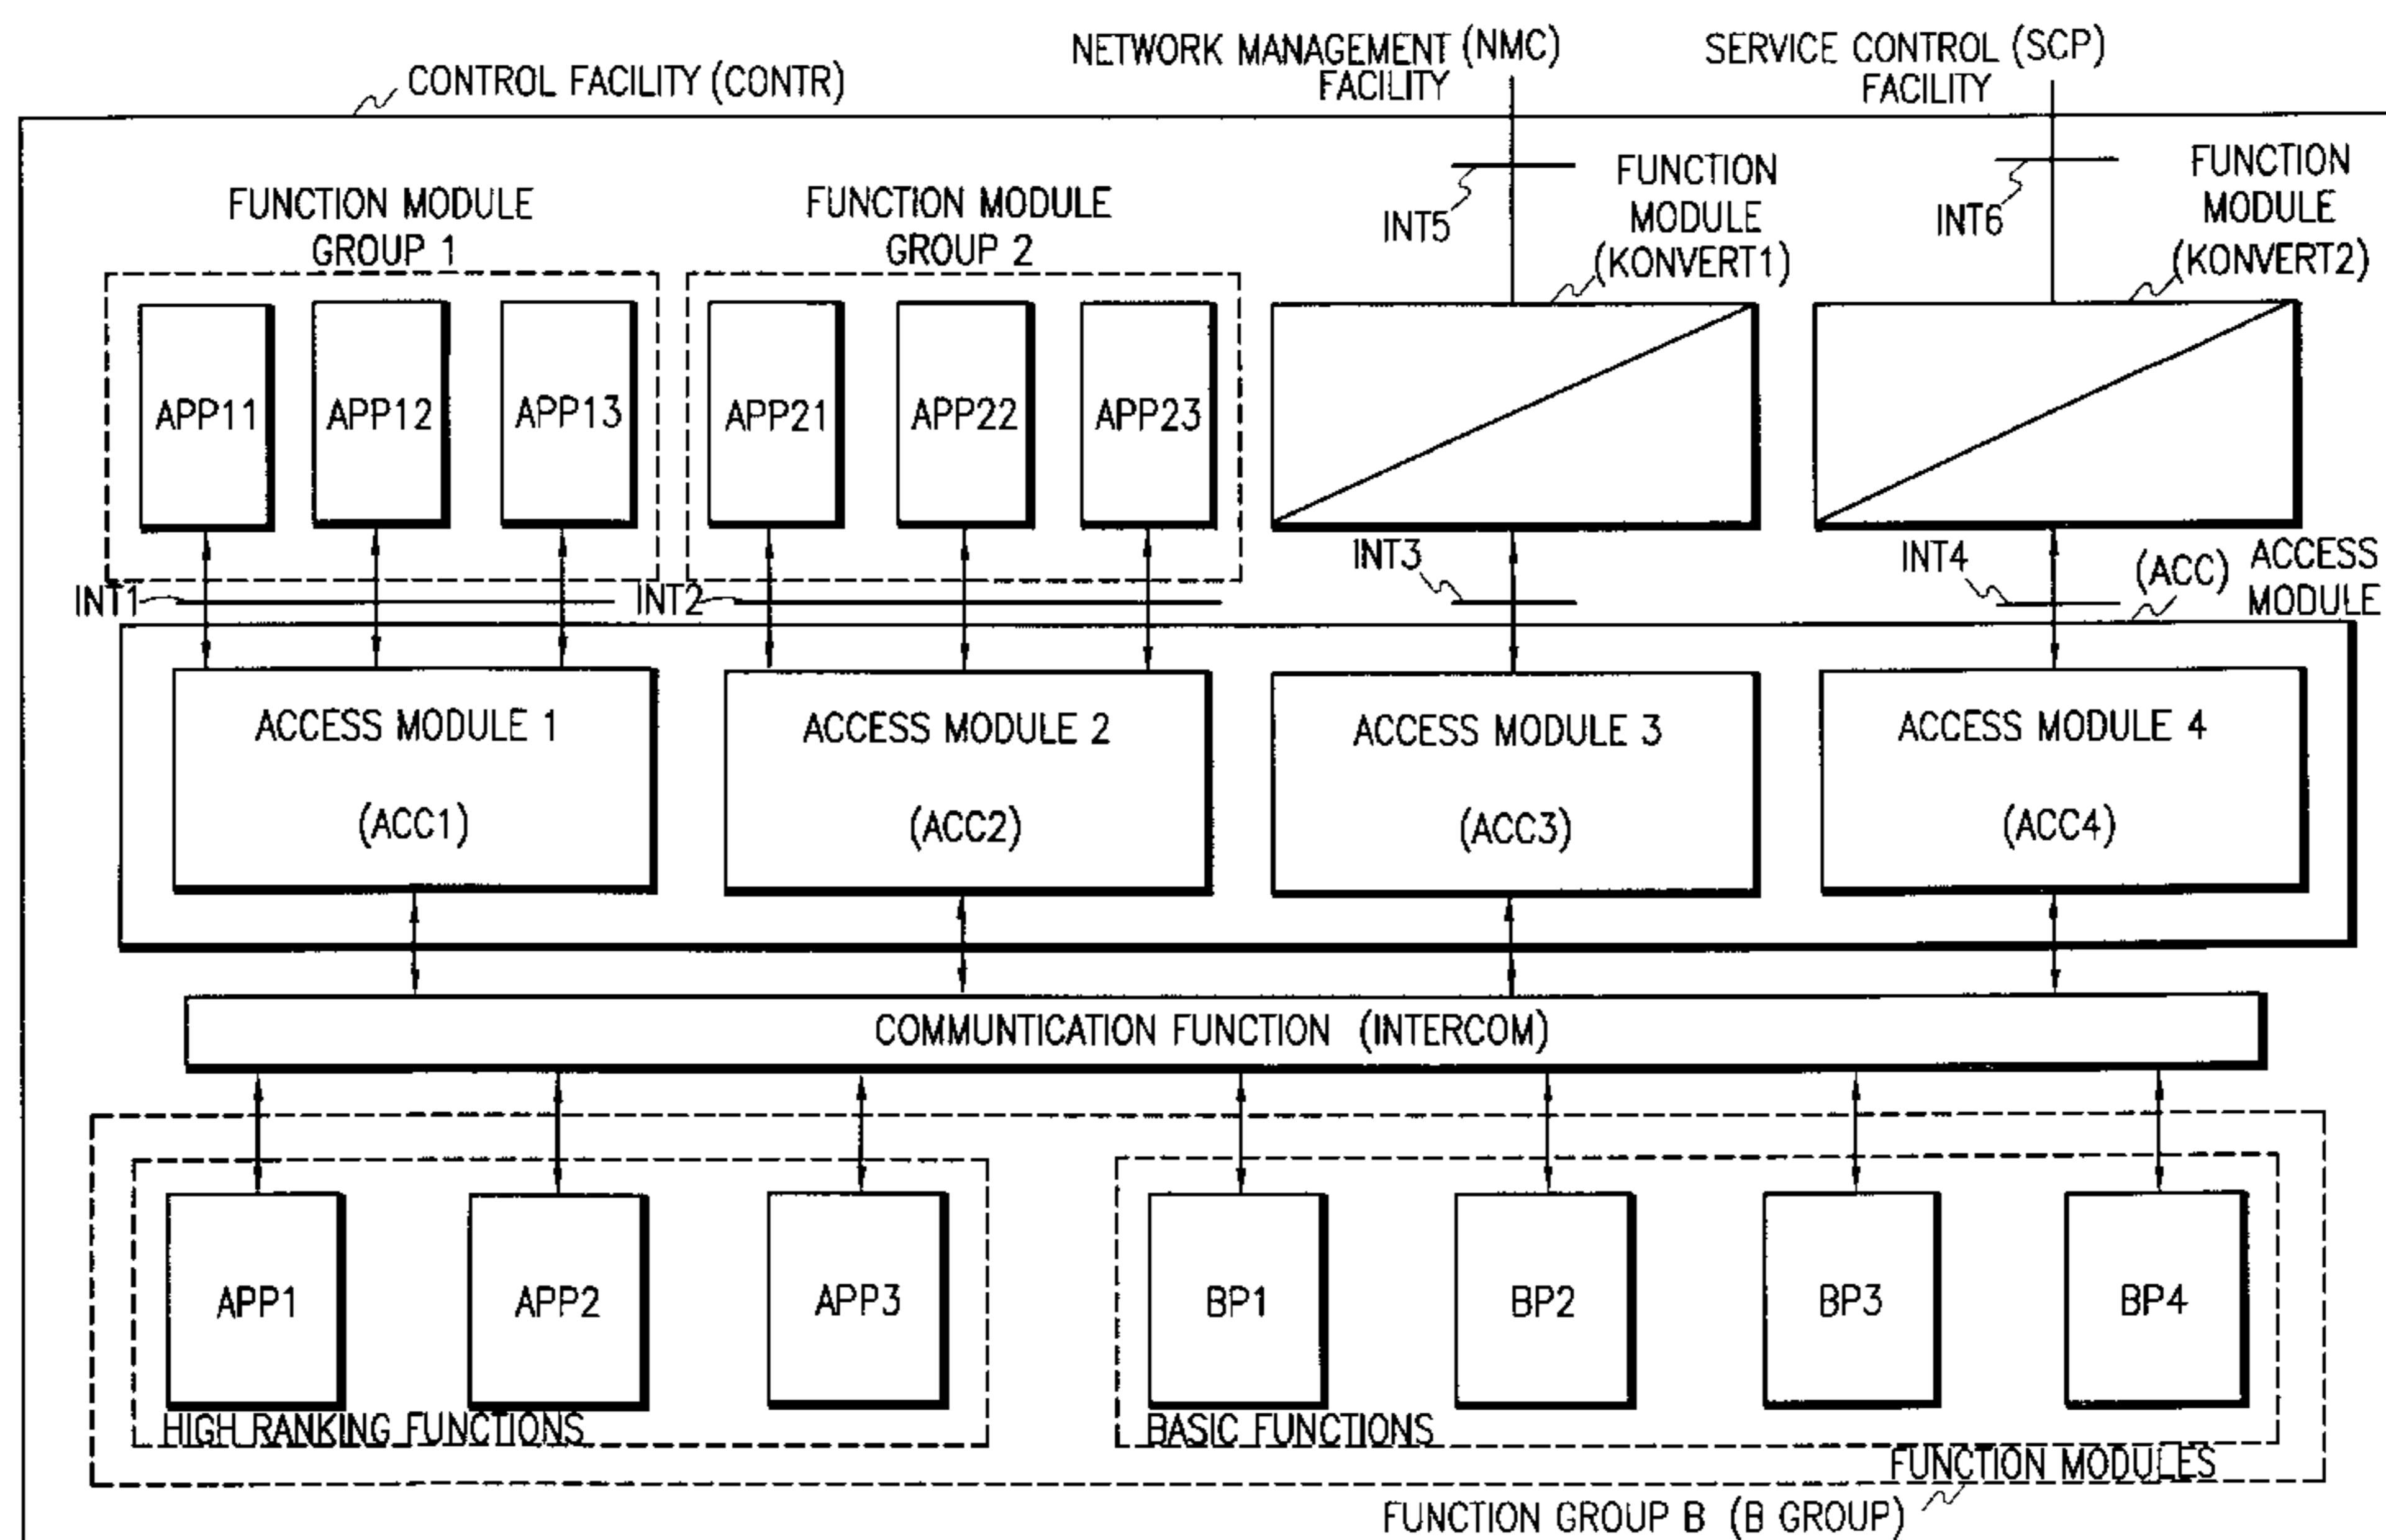 CONTROL FACILITY (CONTR)
NETWORK MANAGEMENT (NMC)
FACILITY
SERVICE CONTROL (SCP)
FACILITY
FUNCTION MODULE
GROUP 1
FUNCTION MODULE
GROUP 2
INT5
FUNCTION
MODULE
(KONVERT1)
INT6
FUNCTION
MODULE
(KONVERT2)
APP11
APP12
APP13
APP21
APP22
APP23
INT1
INT2
INT3
INT4
(ACC) ACCESS
MODULE
ACCESS MODULE 1
(ACC1)
ACCESS MODULE 2
(ACC2)
ACCESS MODULE 3
(ACC3)
ACCESS MODULE 4
(ACC4)
COMMUNTICATION FUNCTION (INTERCOM)
APP1
APP2
APP3
BP1
BP2
BP3
BP4
HIGH RANKING FUNCTIONS
BASIC FUNCTIONS
FUNCTION MODULES
FUNCTION GROUP B (B GROUP)